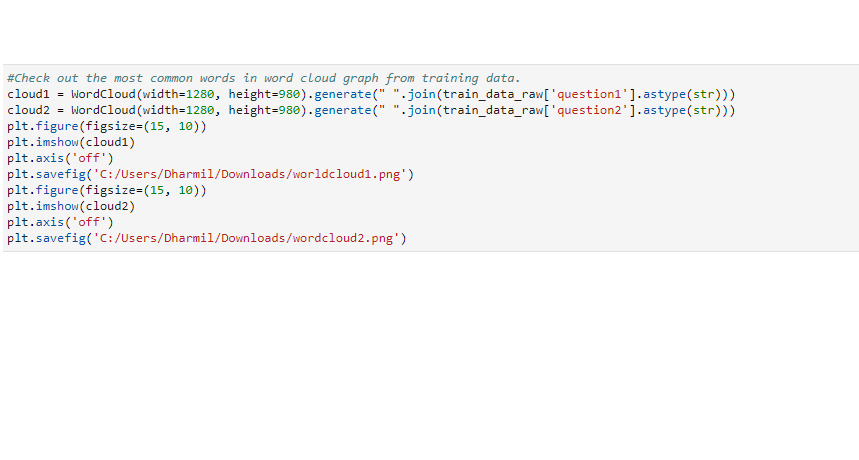 #Check out the most common words in word cloud graph from training data.
cloud1 = WordCloud(width=1280, height=980).generate(" ".join(train_data_raw['question1'].astype(str)))
cloud2 = WordCloud(width=1280, height=980).generate(" ".join(train_data_raw['question2'].astype(str)))
plt.figure(figsize=(15, 10))
plt.imshow(cloud1)
plt.axis('off')
plt.savefig('C:/Users/Dharmil/Downloads/worldcloud1.png')
plt.figure(figsize=(15, 10))
plt.imshow(cloud2)
plt.axis('off')
plt.savefig('C:/Users/Dharmil/Downloads/wordcloud2.png')